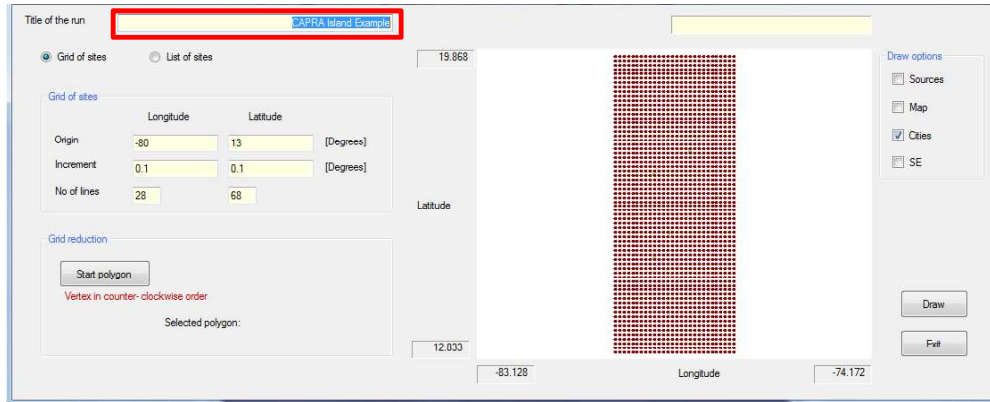 Title of the run CAPRA Island Example
Grid of sites List of sites 19.868 Draw options
Sources
Grid of sites
Longitude Latitude Map
Origin -80 13 [Degrees] Cities
Increment 0.1 0.1 [Degrees] SE
No of lines 28 68
Latitude
Grid reduction
Start polygon
Vertex in counter- clockwise order
Draw
Selected polygon:
12.833 Exit
-83.128 Longitude -74.172